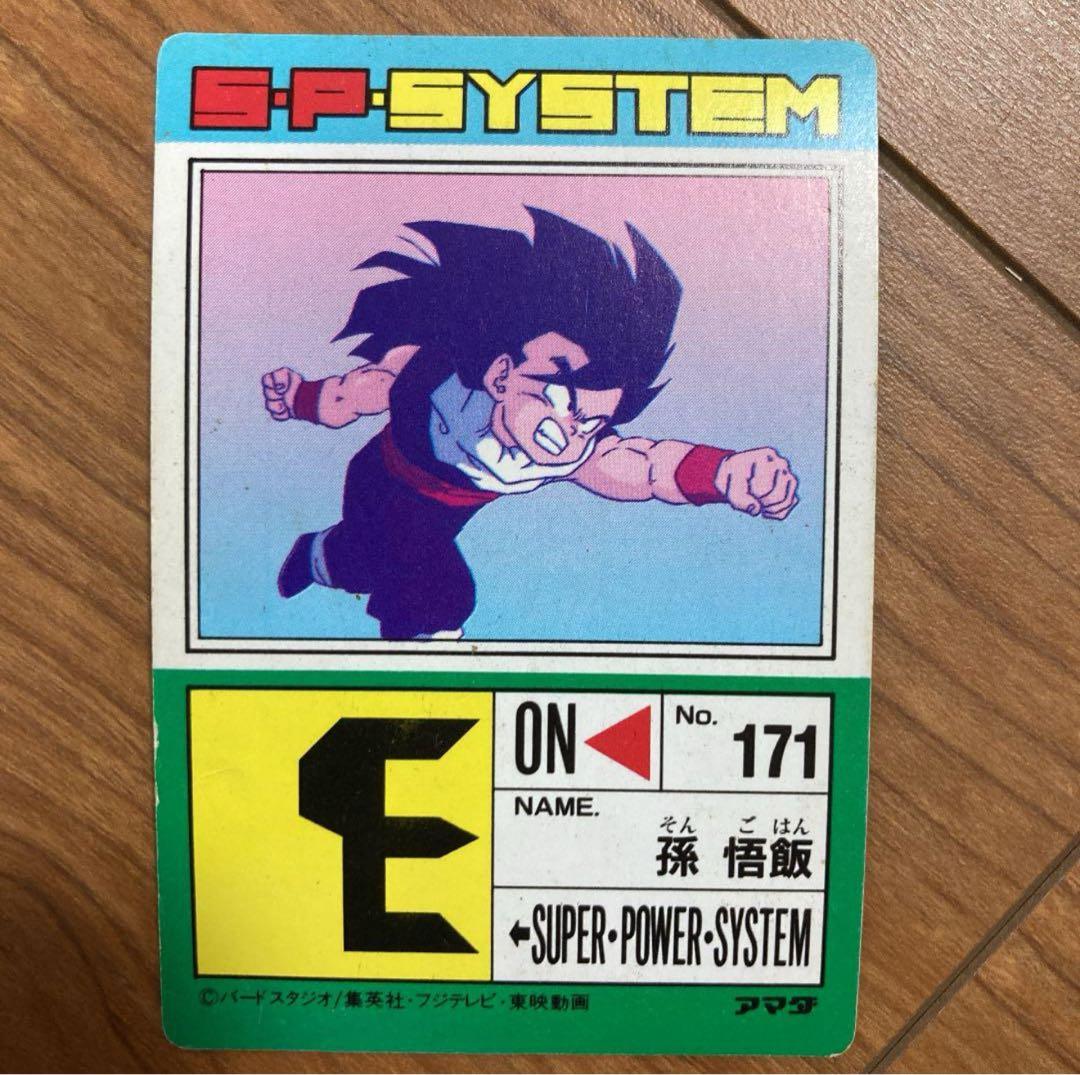 S·P·SYSTEM
E
ON
No.
171
NAME.
そん ご はん
孫 悟飯
←SUPER·POWER·SYSTEM
©バードスタジオ/集英社・フジテレビ・東映動画
アマダ